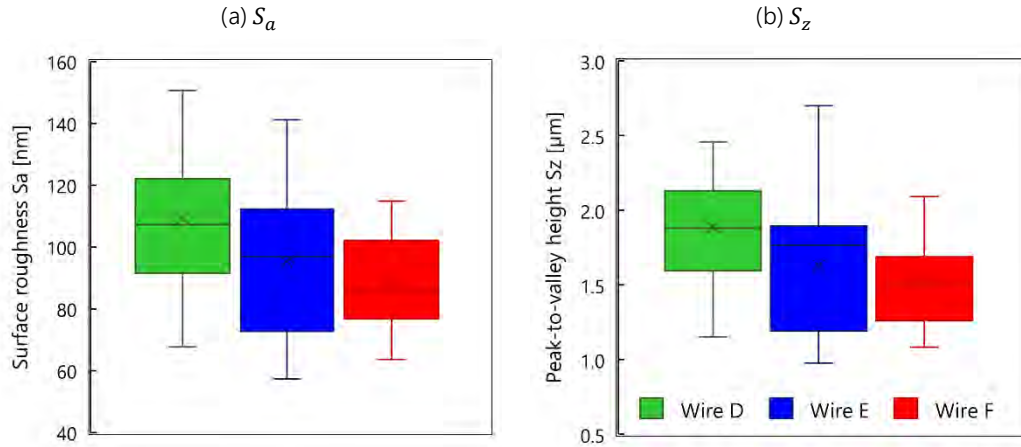 (a) Sₐ
(b) S_z
Surface roughness Sa [nm]
160
140
120
100
80
60
40
Peak-to-valley height Sz [µm]
3.0
2.5
2.0
1.5
1.0
0.5
Wire D
Wire E
Wire F